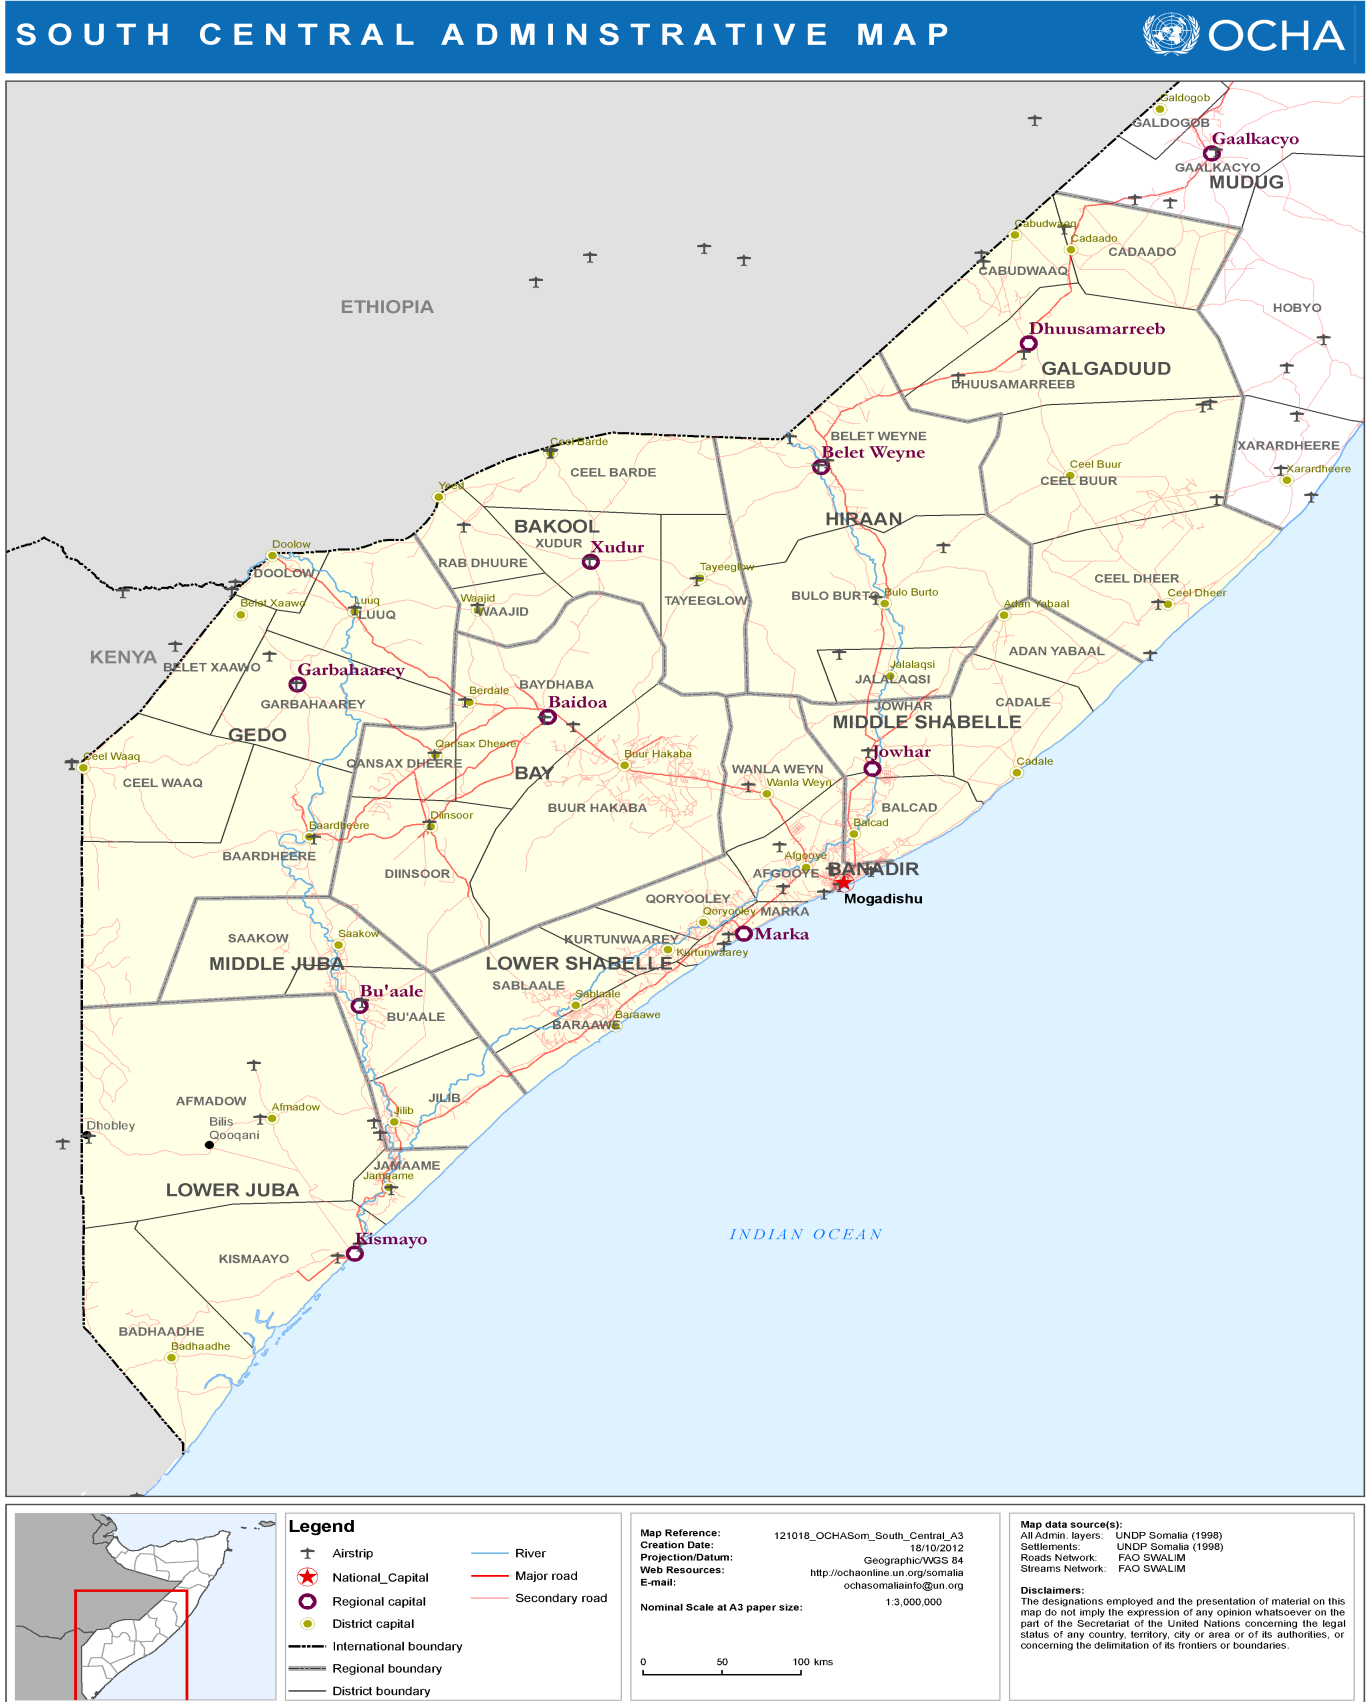 SOUTH CENTRAL ADMINSTRATIVE MAP
OCHA
Galdogob
GALDOGOB
Gaalkacyo
GAALKACYO
MUDUG
Cabudwaaq
Cadaado
CADAADO
CABUDWAAQ
ETHIOPIA
HOBYO
Dhuusamarreeb
GALGADUUD
DHUUSAMARREEB
BELET WEYNE
Belet Weyne
XARARDHEERE
Xarardheere
Ceel Barde
CEEL BARDE
Ceel Buur
CEEL BUUR
Yeed
HIRAAN
BAKOOL
XUDUR
Xudur
Doolow
DOOLOW
RAB DHUURE
Tayeeglow
TAYEEGLOW
CEEL DHEER
Ceel Dheer
Belet Xaawo
Luuq
LUUQ
Waajid
WAAJID
BULO BURTO
Bulo Burto
Adan Yabaal
ADAN YABAAL
KENYA
BELET XAAWO
Garbahaarey
GARBAHAAREY
Jalalaqsi
JALALAQSI
BAYDHABA
Berdale
Baidoa
JOWHAR
CADALE
MIDDLE SHABELLE
GEDO
Qansax Dheere
QANSAX DHEERE
Buur Hakaba
Jowhar
Ceel Waaq
CEEL WAAQ
BAY
WANLA WEYN
Wanla Weyn
Cadale
BUUR HAKABA
BALCAD
Balcad
Baardheere
BAARDHEERE
Diinsoor
DIINSOOR
Afgooye
AFGOOYE
BANADIR
Mogadishu
QORYOOLEY
Qoryooley
MARKA
Marka
SAAKOW
Saakow
KURTUNWAAREY
Kurtunwaarey
MIDDLE JUBA
LOWER SHABELLE
SABLAALE
Sablaale
Bu'aale
BU'AALE
BARAAWE
Baraawe
AFMADOW
Afmadow
JILIB
Jilib
Dhobley
Bilis
Qooqani
JAMAAME
Jamaame
LOWER JUBA
Kismayo
KISMAAYO
INDIAN OCEAN
BADHAADHE
Badhaadhe
Legend
Airstrip
National_Capital
Regional capital
District capital
International boundary
Regional boundary
District boundary
River
Major road
Secondary road
Map Reference: 121018_OCHASom_South_Central_A3
Creation Date: 18/10/2012
Projection/Datum: Geographic/WGS 84
Web Resources: http://ochaonline.un.org/somalia
E-mail: ochasomaliainfo@un.org
Nominal Scale at A3 paper size: 1:3,000,000
0 50 100 kms
Map data source(s):
All Admin. layers: UNDP Somalia (1998)
Settlements: UNDP Somalia (1998)
Roads Network: FAO SWALIM
Streams Network: FAO SWALIM
Disclaimers:
The designations employed and the presentation of material on this
map do not imply the expression of any opinion whatsoever on the
part of the Secretariat of the United Nations concerning the legal
status of any country, territory, city or area or of its authorities, or
concerning the delimitation of its frontiers or boundaries.